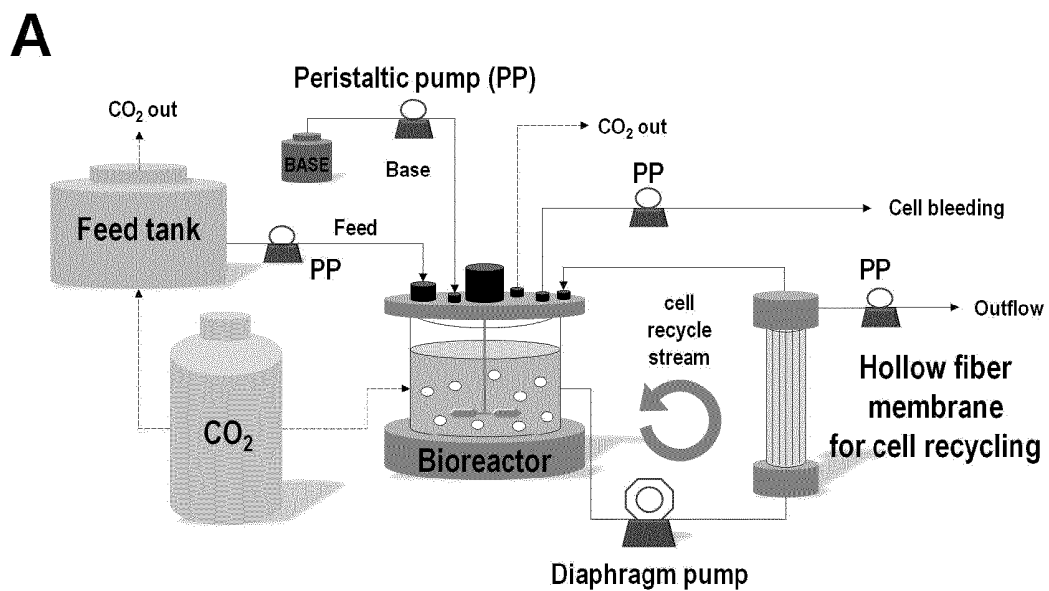 A
Peristaltic pump (PP)
CO₂ out
CO₂ out
BASE
Base
PP
Cell bleeding
Feed tank
Feed
PP
PP
Outflow
cell
recycle
stream
Hollow fiber
membrane
for cell recycling
CO₂
Bioreactor
Diaphragm pump